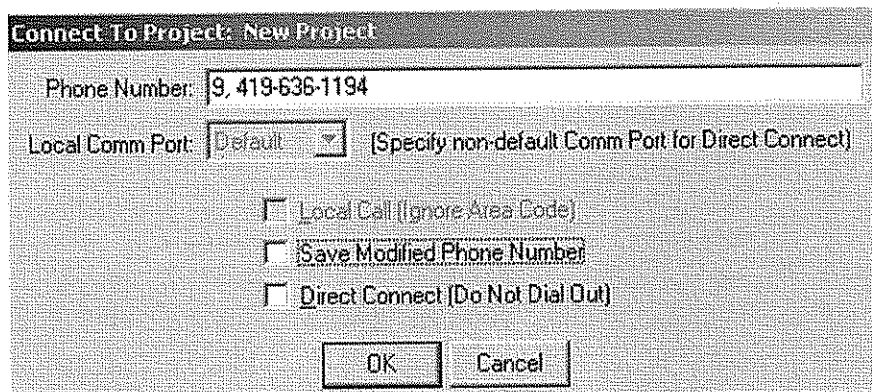 Connect To Project: New Project
Phone Number: 9, 419-636-1194
Local Comm Port: Default (Specify non-default Comm Port for Direct Connect)
Local Call (Ignore Area Code)
Save Modified Phone Number
Direct Connect (Do Not Dial Out)
OK Cancel